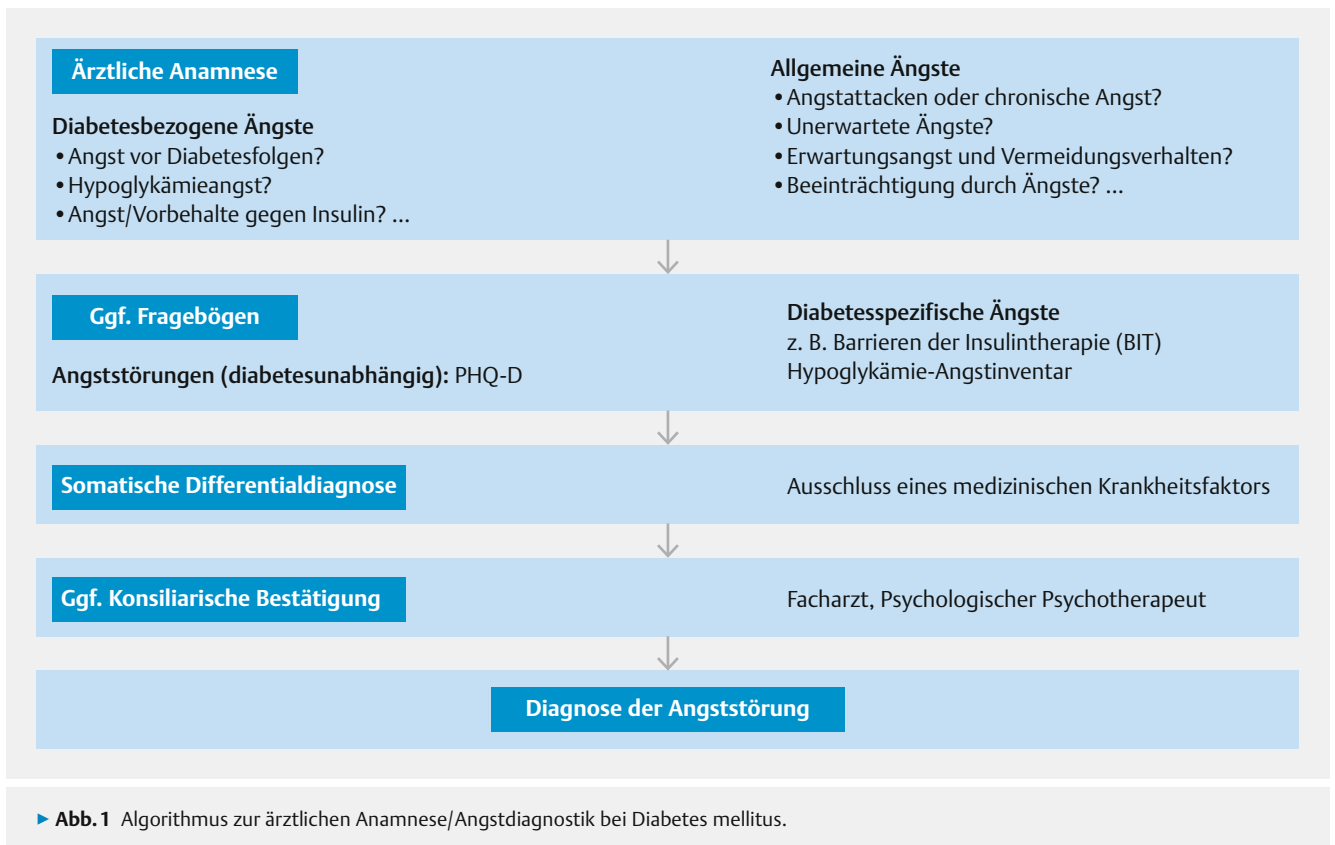 Ärztliche Anamnese
Diabetesbezogene Ängste
• Angst vor Diabetesfolgen?
• Hypoglykämieangst?
• Angst/Vorbehalte gegen Insulin? ...
Allgemeine Ängste
• Angstattacken oder chronische Angst?
• Unerwartete Ängste?
• Erwartungsangst und Vermeidungsverhalten?
• Beeinträchtigung durch Ängste? ...
Ggf. Fragebögen
Angststörungen (diabetesunabhängig): PHQ-D
Diabetesspezifische Ängste
z. B. Barrieren der Insulintherapie (BIT)
Hypoglykämie-Angstinventar
Somatische Differentialdiagnose
Ausschluss eines medizinischen Krankheitsfaktors
Ggf. Konsiliarische Bestätigung
Facharzt, Psychologischer Psychotherapeut
Diagnose der Angststörung
▶ Abb. 1 Algorithmus zur ärztlichen Anamnese/Angstdiagnostik bei Diabetes mellitus.